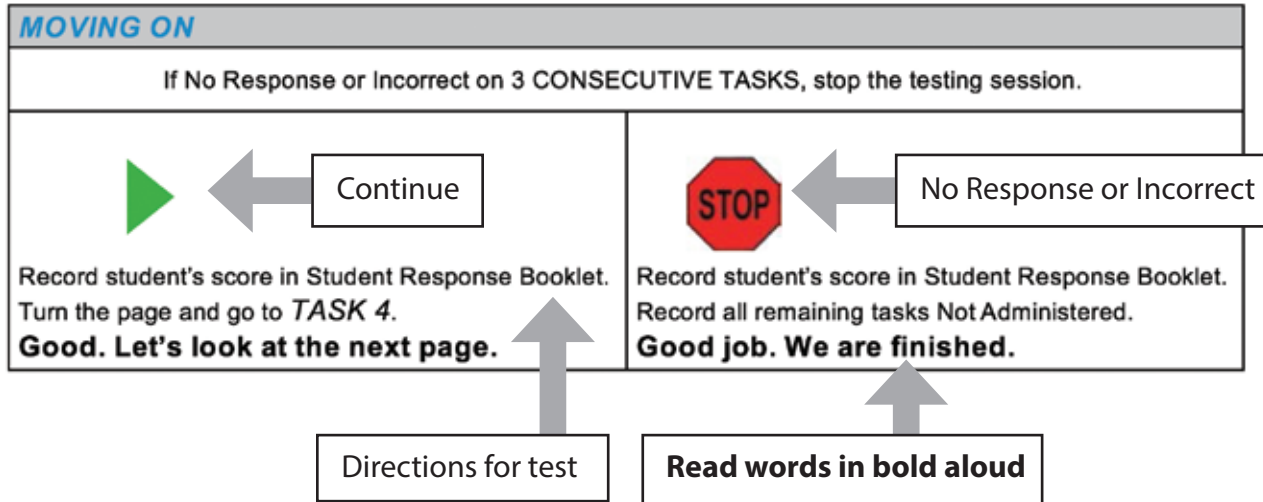 MOVING ON
If No Response or Incorrect on 3 CONSECUTIVE TASKS, stop the testing session.
Continue
Record student's score in Student Response Booklet.
Turn the page and go to TASK 4.
Good. Let's look at the next page.
STOP
No Response or Incorrect
Record student's score in Student Response Booklet.
Record all remaining tasks Not Administered.
Good job. We are finished.
Directions for test
Read words in bold aloud